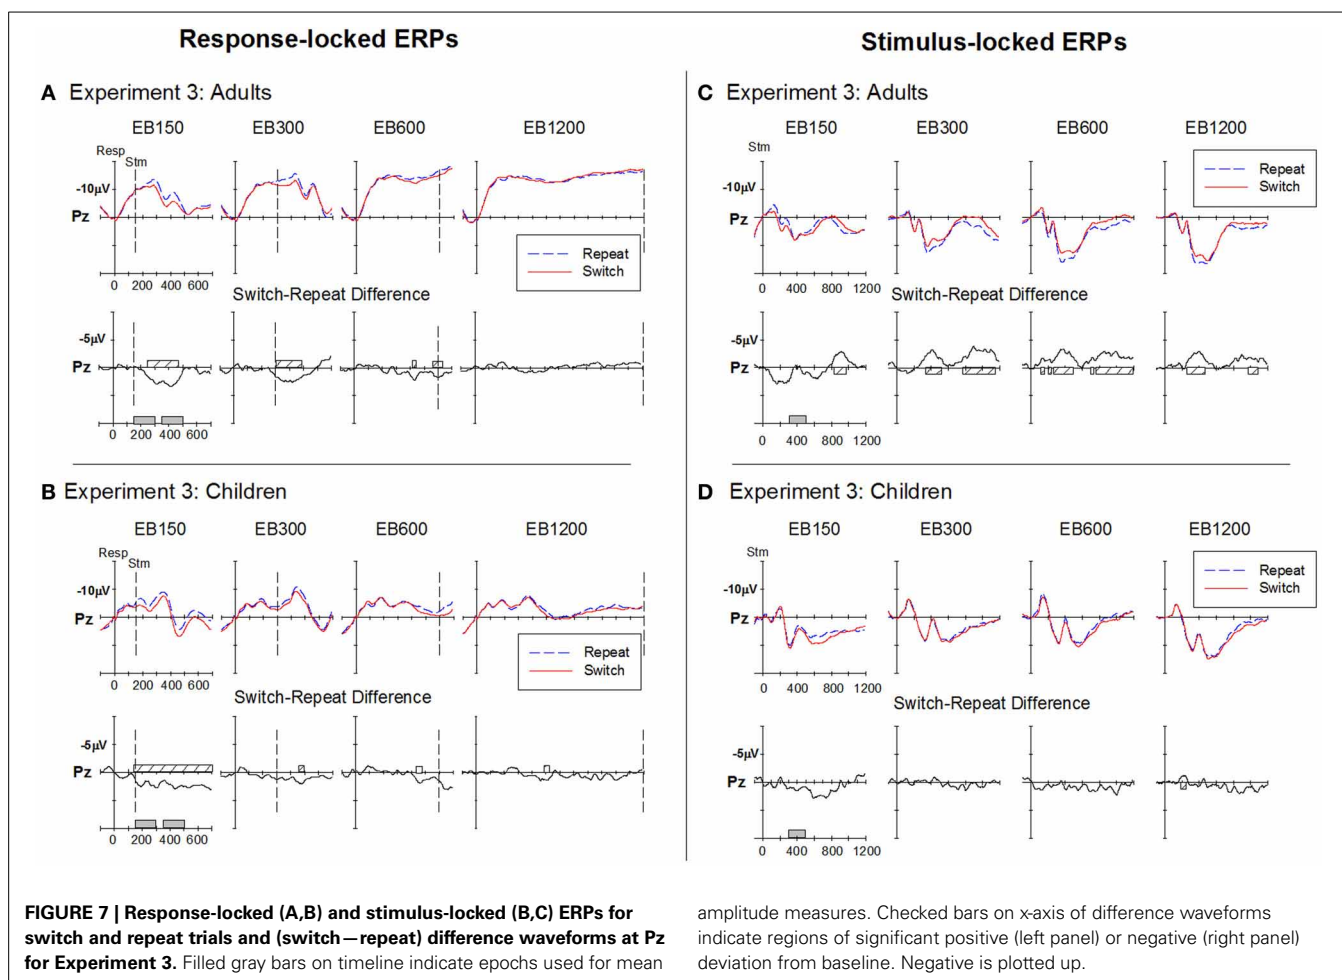 Response-locked ERPs
A Experiment 3: Adults
EB150 EB300 EB600 EB1200
Resp
Stm
-10µV
Pz
Repeat
Switch
0 200 400 600
Switch-Repeat Difference
-5µV
Pz
0 200 400 600
B Experiment 3: Children
EB150 EB300 EB600 EB1200
Resp
Stm
-10µV
Pz
Repeat
Switch
0 200 400 600
Switch-Repeat Difference
-5µV
Pz
0 200 400 600
Stimulus-locked ERPs
C Experiment 3: Adults
EB150 EB300 EB600 EB1200
Stm
Repeat
Switch
-10µV
Pz
0 400 800 1200
Switch-Repeat Difference
-5µV
Pz
0 400 800 1200
D Experiment 3: Children
EB150 EB300 EB600 EB1200
Stm
Repeat
Switch
-10µV
Pz
0 400 800 1200
Switch-Repeat Difference
-5µV
Pz
0 400 800 1200
FIGURE 7 | Response-locked (A,B) and stimulus-locked (B,C) ERPs for
switch and repeat trials and (switch—repeat) difference waveforms at Pz
for Experiment 3. Filled gray bars on timeline indicate epochs used for mean
amplitude measures. Checked bars on x-axis of difference waveforms
indicate regions of significant positive (left panel) or negative (right panel)
deviation from baseline. Negative is plotted up.